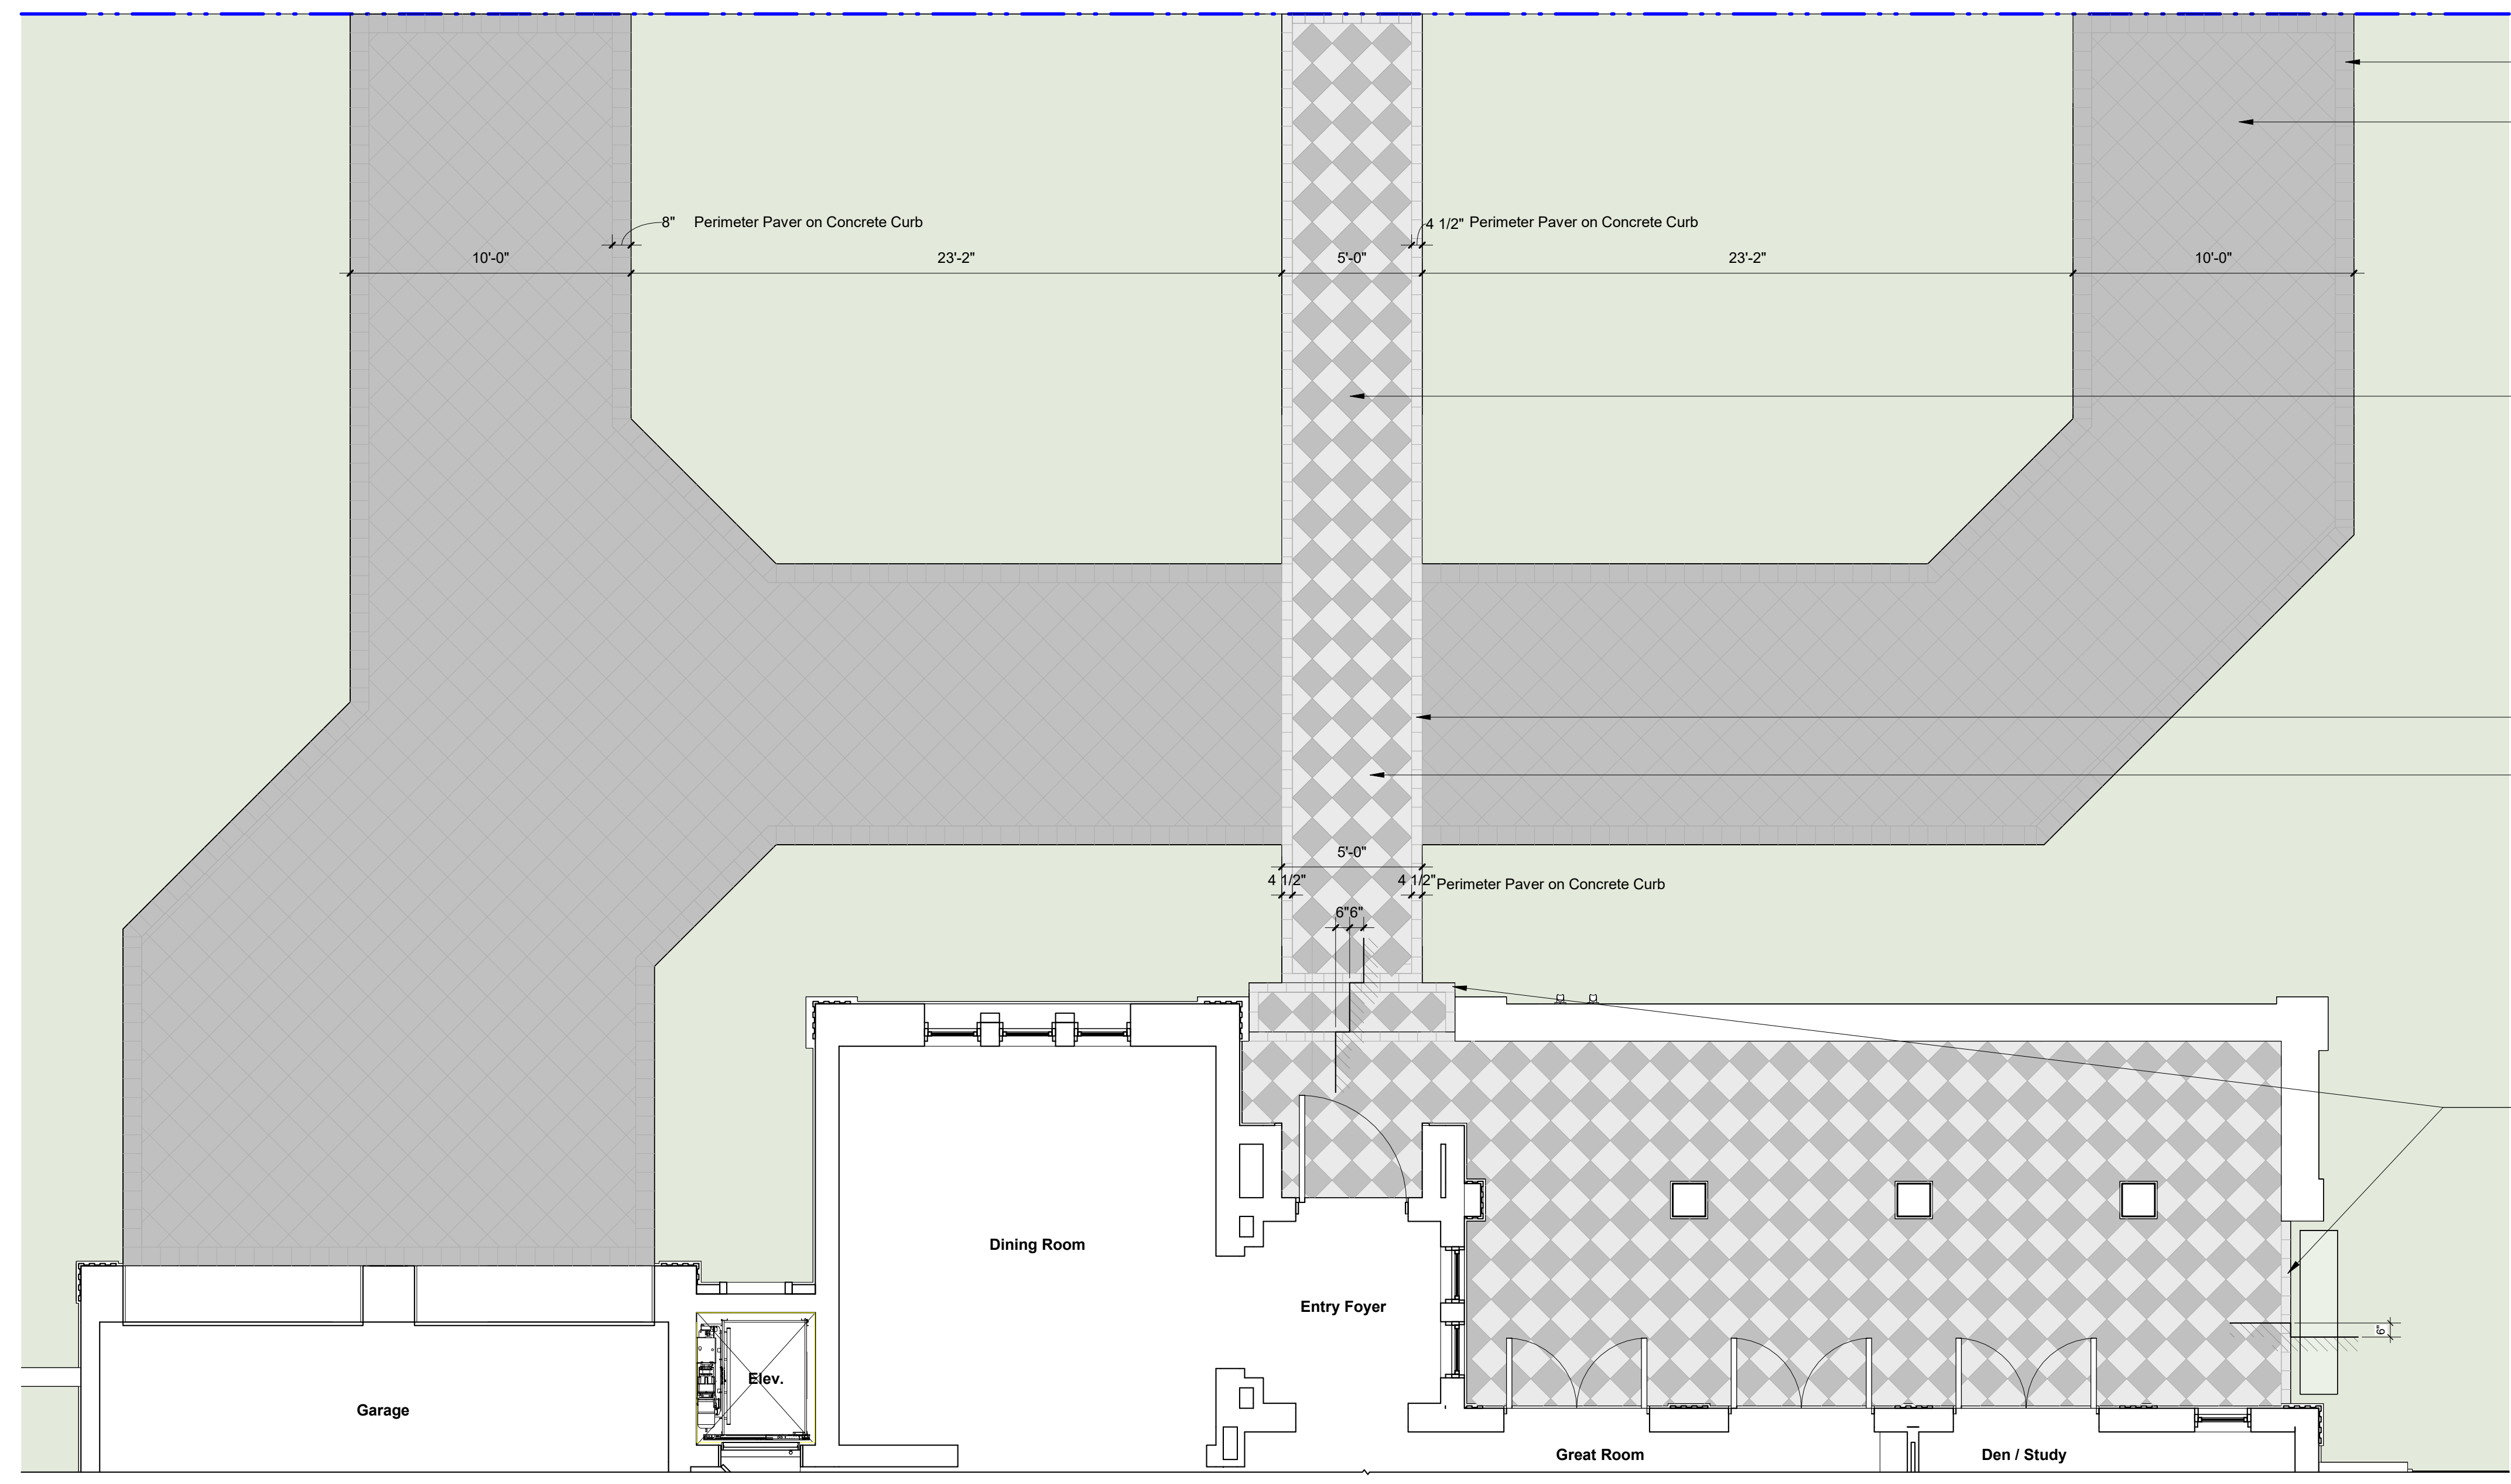 8" Perimeter Paver on Concrete Curb
4 1/2" Perimeter Paver on Concrete Curb
10'-0"
23'-2"
5'-0"
23'-2"
10'-0"
5'-0"
4 1/2"
4 1/2" Perimeter Paver on Concrete Curb
6"6"
Dining Room
Entry Foyer
6"
Elev.
Garage
Great Room
Den / Study